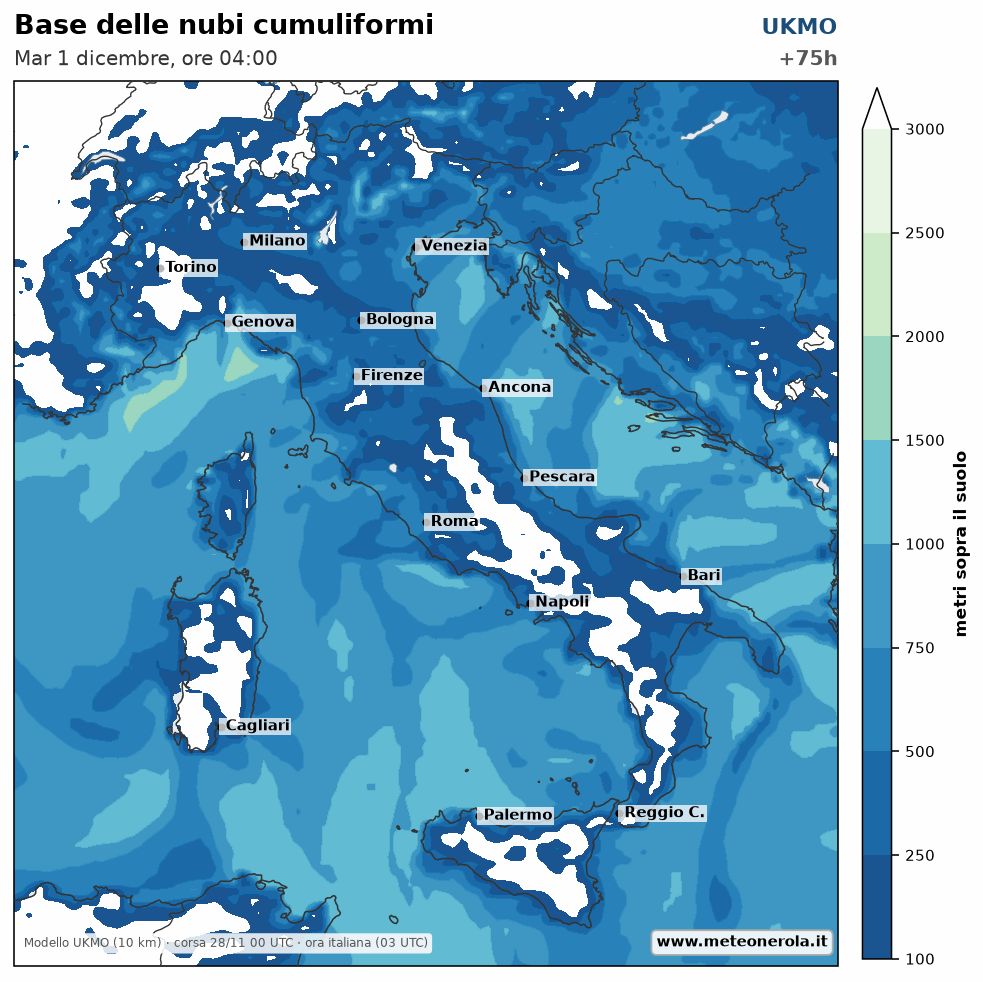 Base delle nubi cumuliformi
UKMO
Mar 1 dicembre, ore 04:00
+75h
3000
2500
2000
1500
1000
750
500
250
100
metri sopra il suolo
Milano
Venezia
Torino
Genova
Bologna
Firenze
Ancona
Pescara
Roma
Bari
Napoli
Cagliari
Palermo
Reggio C.
Modello UKMO (10 km) · corsa 28/11 00 UTC · ora italiana (03 UTC)
www.meteonerola.it